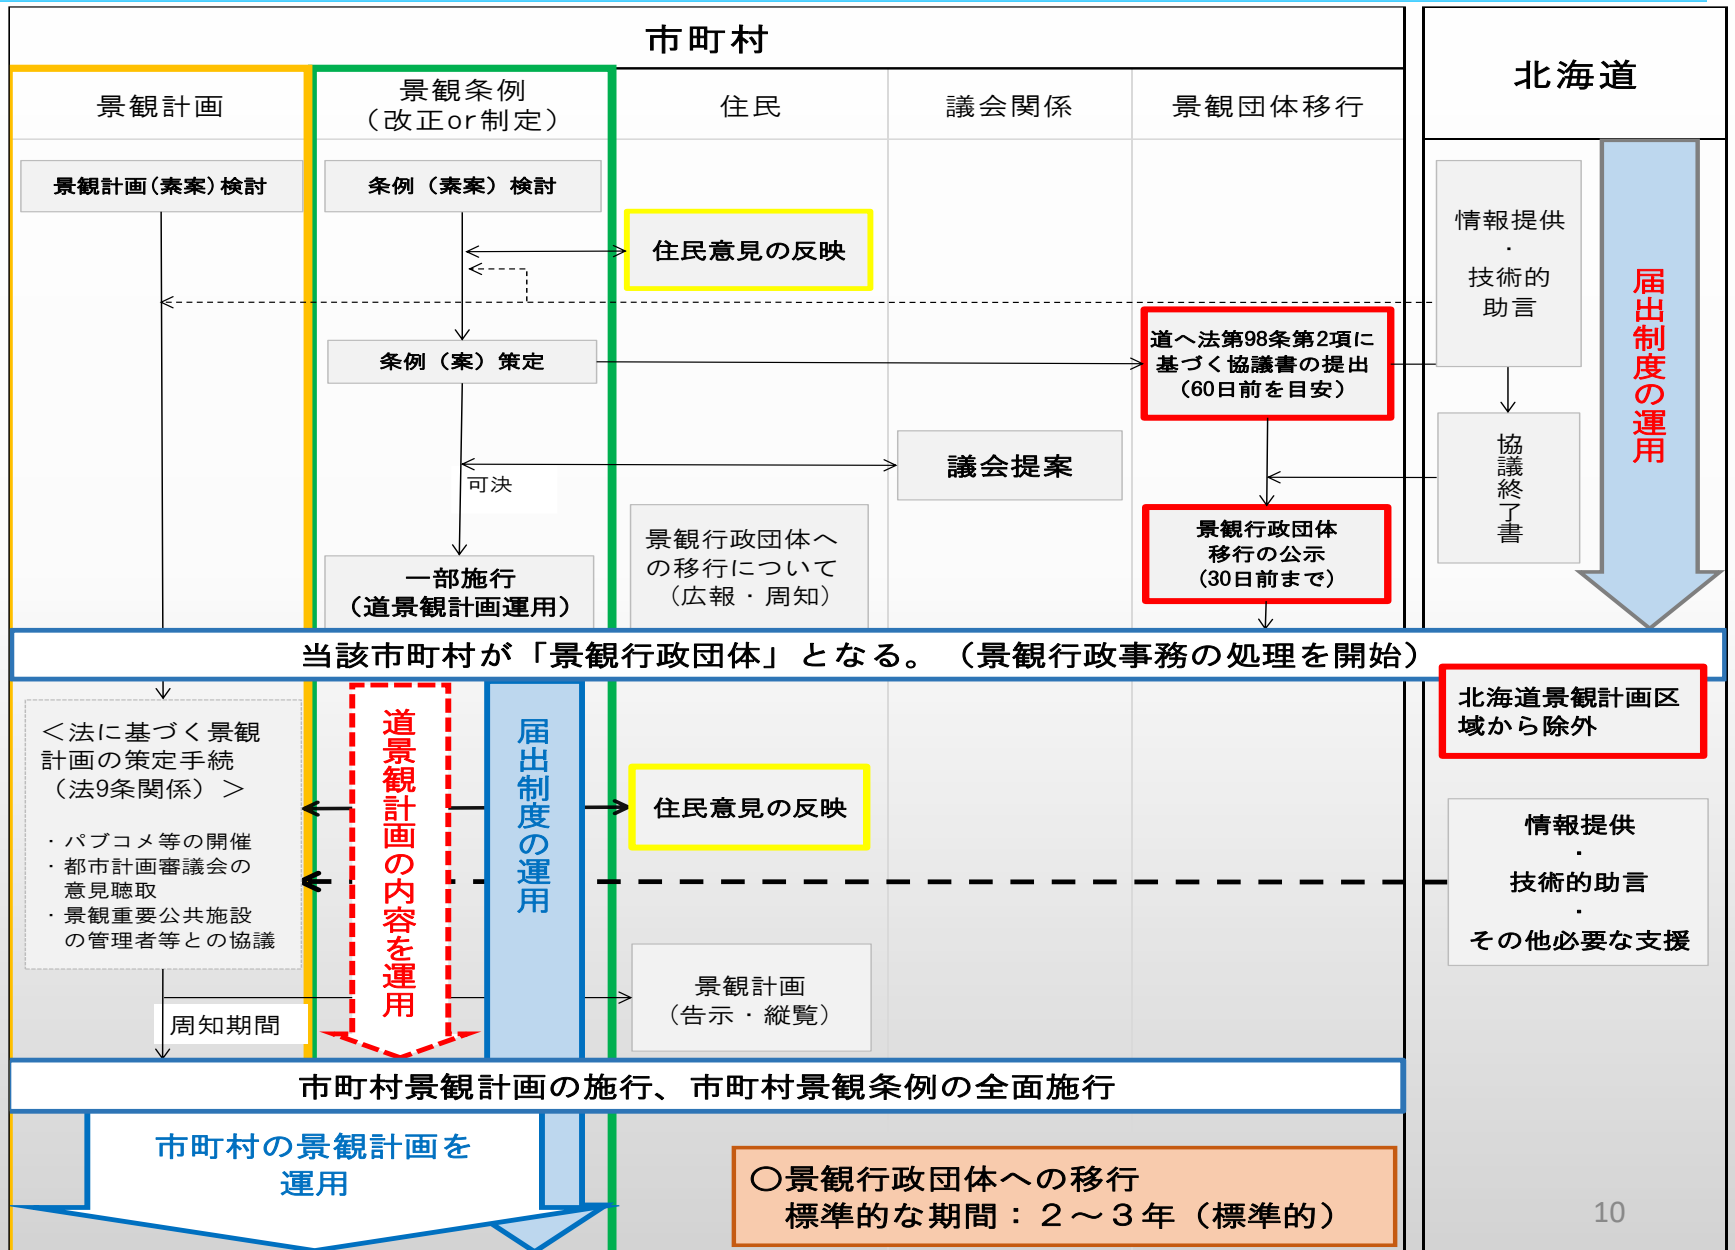 市町村
北海道
景観計画
景観条例
（改正or制定）
住民
議会関係
景観団体移行
景観計画(素案)検討
条例（素案）検討
住民意見の反映
情報提供
・
技術的
助言
届出制度の運用
条例（案）策定
道へ法第98条第2項に
基づく協議書の提出
（60日前を目安）
議会提案
可決
協議終了書
景観行政団体へ
の移行について
（広報・周知）
景観行政団体
移行の公示
（30日前まで）
一部施行
（道景観計画運用）
当該市町村が「景観行政団体」となる。（景観行政事務の処理を開始）
北海道景観計画区
域から除外
＜法に基づく景観
計画の策定手続
（法9条関係）＞
・パブコメ等の開催
・都市計画審議会の
意見聴取
・景観重要公共施設
の管理者等との協議
道景観計画の内容を運用
届出制度の運用
住民意見の反映
情報提供
・
技術的助言
・
その他必要な支援
景観計画
（告示・縦覧）
周知期間
市町村景観計画の施行、市町村景観条例の全面施行
市町村の景観計画を
運用
〇景観行政団体への移行
標準的な期間：２～３年（標準的）
10